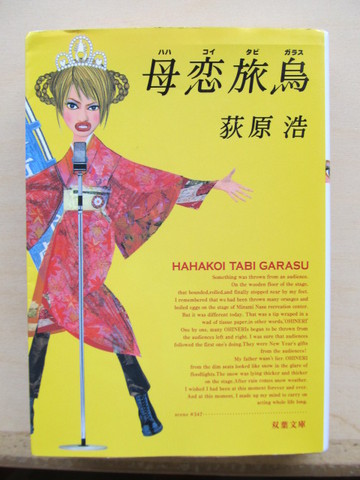 ハハ コイ タビ ガラス
母恋旅烏
荻原 浩
HAHAKOI TABI GARASU
Something was thrown from an audience.
On the wooden floor of the stage,
that bounded,rolled,and finally stopped near by my feet.
I remembered that we had been thrown many oranges and
boiled eggs on the stage of Minami Nasu recreation center.
But it was different today. That was a tip wraped in a
wad of tissue paper;in other words, OHINERI!
One by one, many OHINERIs began to be thrown from
the audiences left and right. I was sure that audiences
followed the first one's doing.They were New Year's gifts
from the audiences'
My father wasn't lier. OHINERI
from the dim seats looked like snow in the glare of
floodlights.The snow was lying thicker and thicker
on the stage.After rain comes snow weather.
I wished I had been at this moment forever and ever.
And at this moment, I made up my mind to carry on
acting whole life long.
双葉文庫